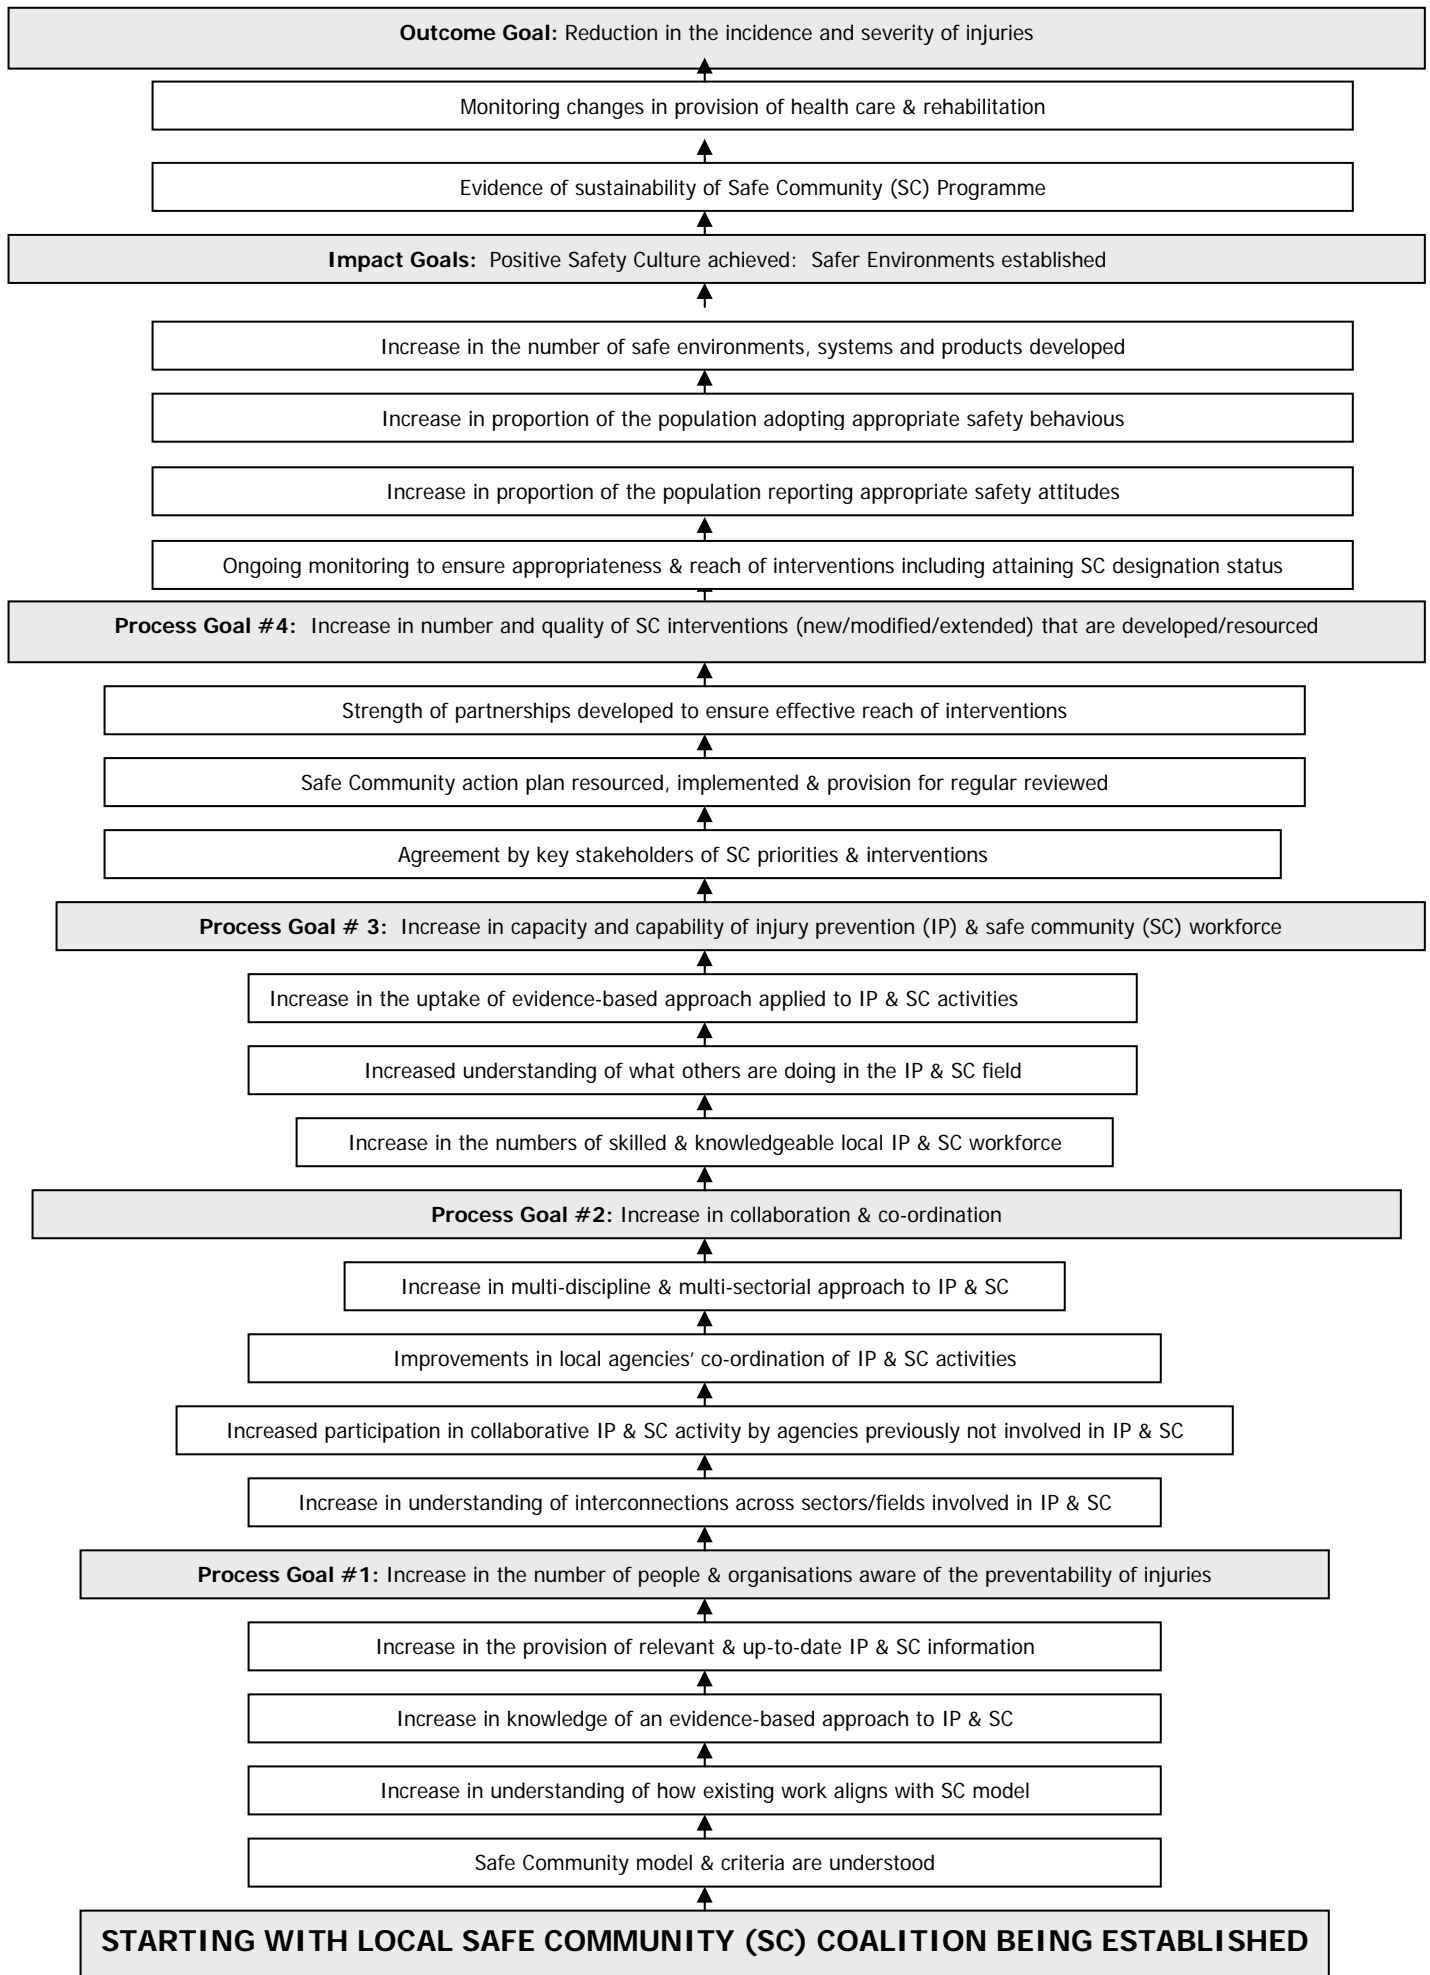 Outcome Goal: Reduction in the incidence and severity of injuries
Monitoring changes in provision of health care & rehabilitation
Evidence of sustainability of Safe Community (SC) Programme
Impact Goals: Positive Safety Culture achieved: Safer Environments established
Increase in the number of safe environments, systems and products developed
Increase in proportion of the population adopting appropriate safety behavious
Increase in proportion of the population reporting appropriate safety attitudes
Ongoing monitoring to ensure appropriateness & reach of interventions including attaining SC designation status
Process Goal #4: Increase in number and quality of SC interventions (new/modified/extended) that are developed/resourced
Strength of partnerships developed to ensure effective reach of interventions
Safe Community action plan resourced, implemented & provision for regular reviewed
Agreement by key stakeholders of SC priorities & interventions
Process Goal # 3: Increase in capacity and capability of injury prevention (IP) & safe community (SC) workforce
Increase in the uptake of evidence-based approach applied to IP & SC activities
Increased understanding of what others are doing in the IP & SC field
Increase in the numbers of skilled & knowledgeable local IP & SC workforce
Process Goal #2: Increase in collaboration & co-ordination
Increase in multi-discipline & multi-sectorial approach to IP & SC
Improvements in local agencies' co-ordination of IP & SC activities
Increased participation in collaborative IP & SC activity by agencies previously not involved in IP & SC
Increase in understanding of interconnections across sectors/fields involved in IP & SC
Process Goal #1: Increase in the number of people & organisations aware of the preventability of injuries
Increase in the provision of relevant & up-to-date IP & SC information
Increase in knowledge of an evidence-based approach to IP & SC
Increase in understanding of how existing work aligns with SC model
Safe Community model & criteria are understood
STARTING WITH LOCAL SAFE COMMUNITY (SC) COALITION BEING ESTABLISHED